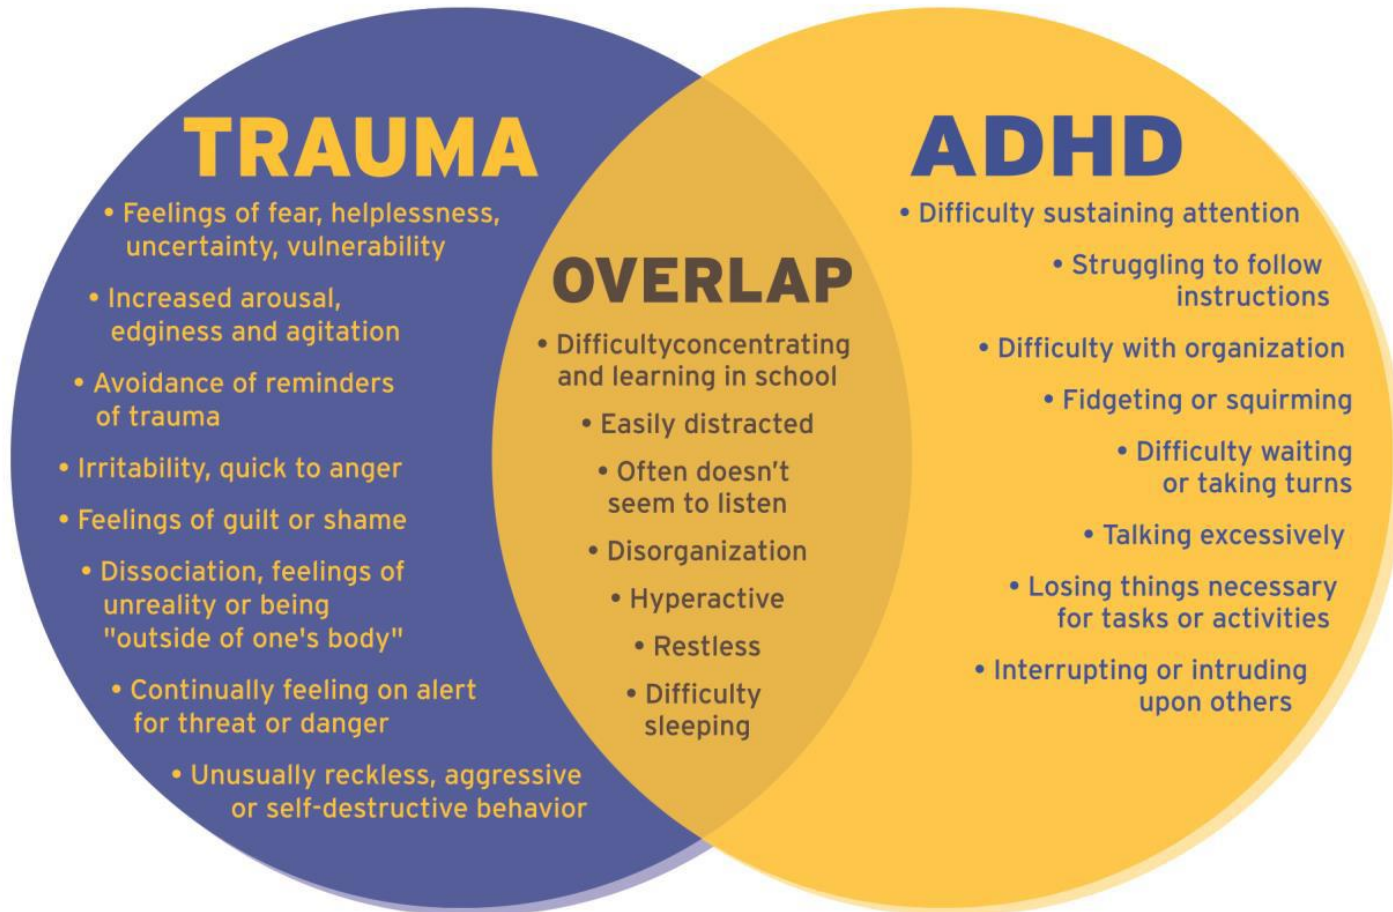 TRAUMA
• Feelings of fear, helplessness,
uncertainty, vulnerability
• Increased arousal,
edginess and agitation
• Avoidance of reminders
of trauma
• Irritability, quick to anger
• Feelings of guilt or shame
• Dissociation, feelings of
unreality or being
"outside of one's body"
• Continually feeling on alert
for threat or danger
• Unusually reckless, aggressive
or self-destructive behavior
OVERLAP
• Difficultyconcentrating
and learning in school
• Easily distracted
• Often doesn’t
seem to listen
• Disorganization
• Hyperactive
• Restless
• Difficulty
sleeping
ADHD
• Difficulty sustaining attention
• Struggling to follow
instructions
• Difficulty with organization
• Fidgeting or squirming
• Difficulty waiting
or taking turns
• Talking excessively
• Losing things necessary
for tasks or activities
• Interrupting or intruding
upon others